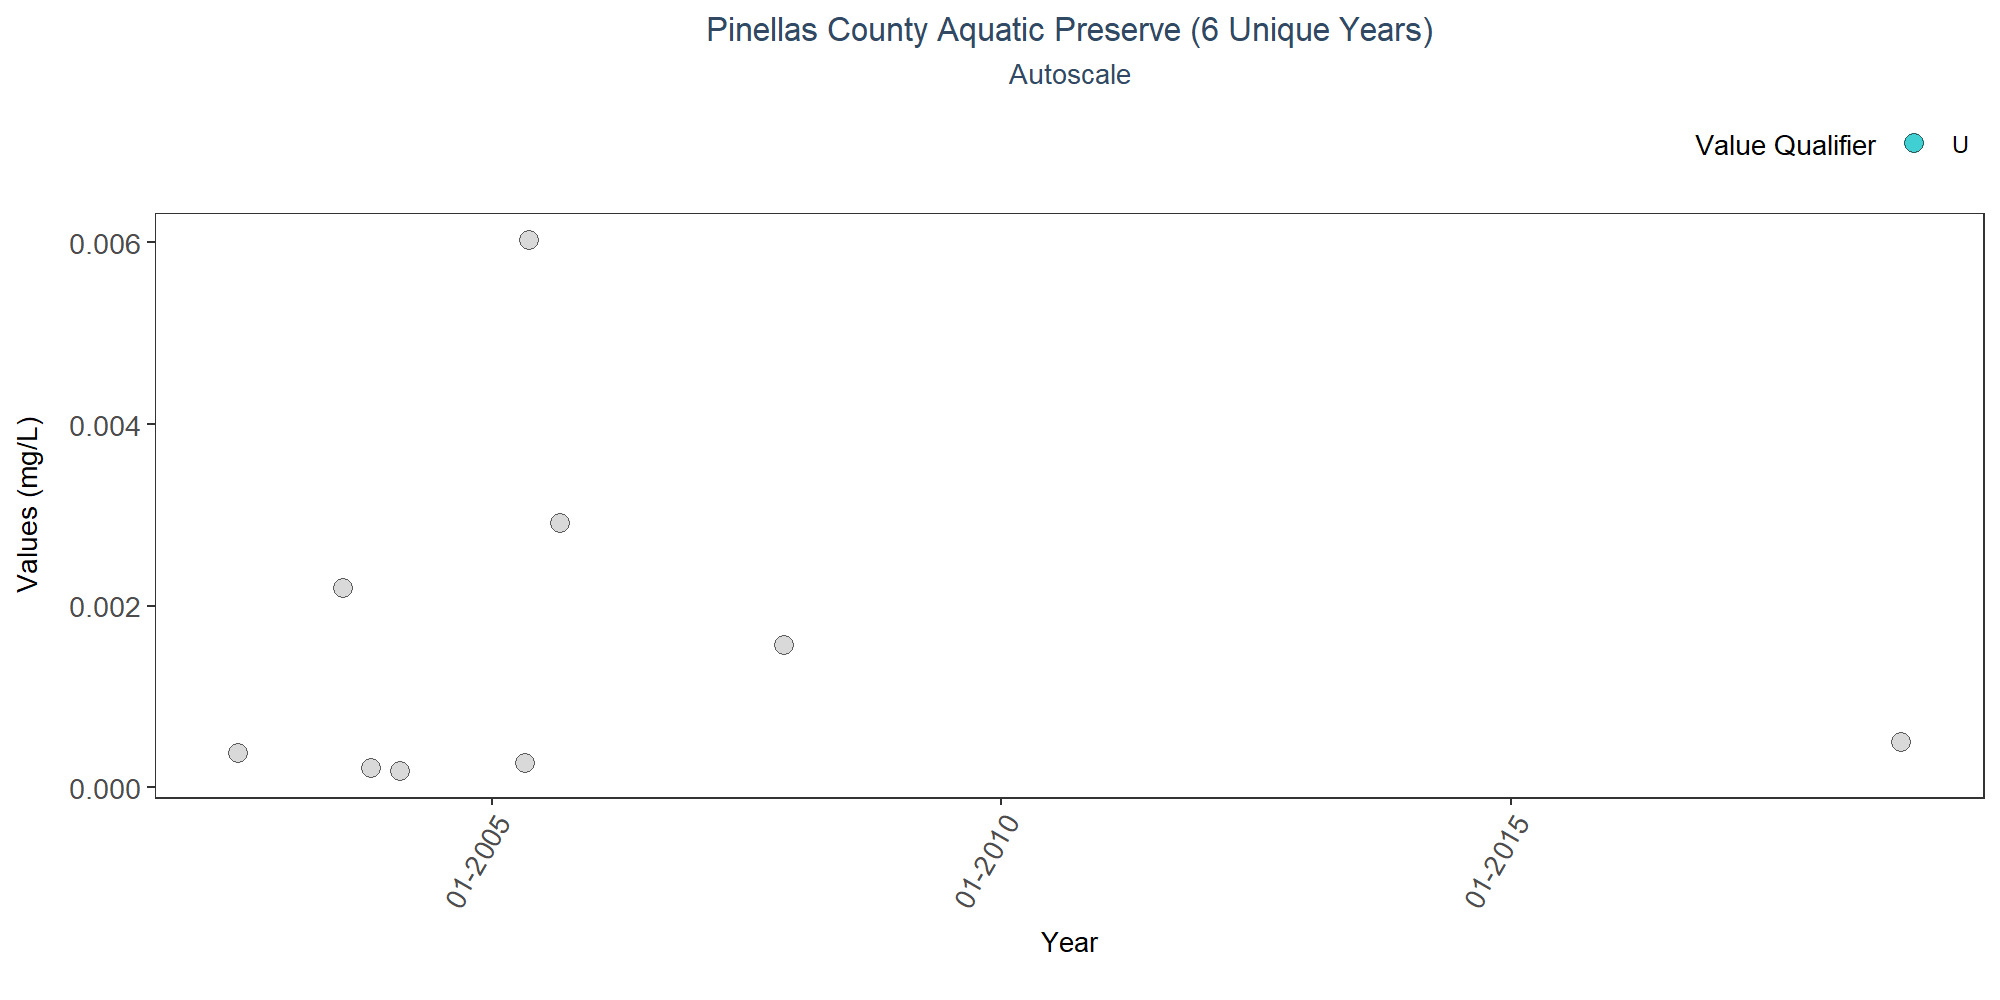 Pinellas County Aquatic Preserve (6 Unique Years)
Autoscale
Value Qualifier U
Values (mg/L)
0.006
0.004
0.002
0.000
01-2005 01-2010 01-2015
Year